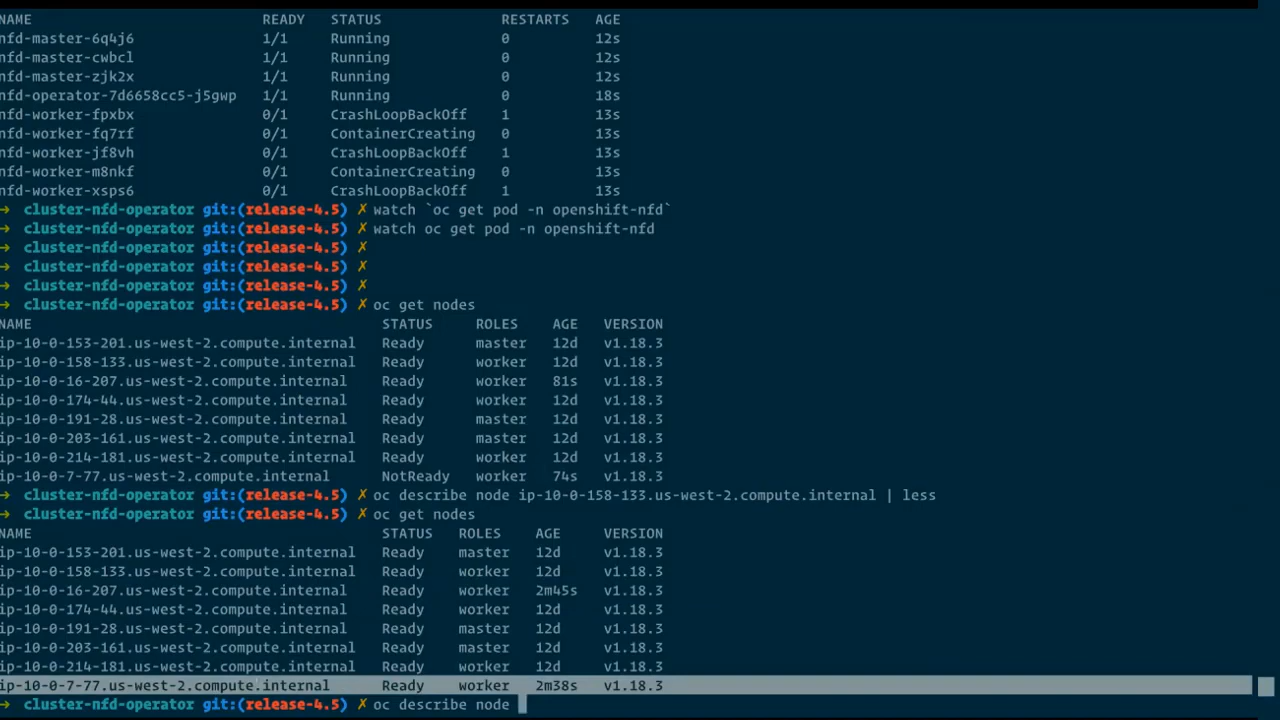 NAME READY STATUS RESTARTS AGE
nfd-master-6q4j6 1/1 Running 0 12s
nfd-master-cwbcl 1/1 Running 0 12s
nfd-master-zjk2x 1/1 Running 0 12s
nfd-operator-7d6658cc5-j5gwp 1/1 Running 0 18s
nfd-worker-fpxbx 0/1 CrashLoopBackOff 1 13s
nfd-worker-fq7rf 0/1 ContainerCreating 0 13s
nfd-worker-jf8vh 0/1 CrashLoopBackOff 1 13s
nfd-worker-m8nkf 0/1 ContainerCreating 0 13s
nfd-worker-xsps6 0/1 CrashLoopBackOff 1 13s
→ cluster-nfd-operator git:(release-4.5) ✗ watch `oc get pod -n openshift-nfd`
→ cluster-nfd-operator git:(release-4.5) ✗ watch oc get pod -n openshift-nfd
→ cluster-nfd-operator git:(release-4.5) ✗
→ cluster-nfd-operator git:(release-4.5) ✗
→ cluster-nfd-operator git:(release-4.5) ✗
→ cluster-nfd-operator git:(release-4.5) ✗ oc get nodes
NAME STATUS ROLES AGE VERSION
ip-10-0-153-201.us-west-2.compute.internal Ready master 12d v1.18.3
ip-10-0-158-133.us-west-2.compute.internal Ready worker 12d v1.18.3
ip-10-0-16-207.us-west-2.compute.internal Ready worker 81s v1.18.3
ip-10-0-174-44.us-west-2.compute.internal Ready worker 12d v1.18.3
ip-10-0-191-28.us-west-2.compute.internal Ready master 12d v1.18.3
ip-10-0-203-161.us-west-2.compute.internal Ready master 12d v1.18.3
ip-10-0-214-181.us-west-2.compute.internal Ready worker 12d v1.18.3
ip-10-0-7-77.us-west-2.compute.internal NotReady worker 74s v1.18.3
→ cluster-nfd-operator git:(release-4.5) ✗ oc describe node ip-10-0-158-133.us-west-2.compute.internal | less
→ cluster-nfd-operator git:(release-4.5) ✗ oc get nodes
NAME STATUS ROLES AGE VERSION
ip-10-0-153-201.us-west-2.compute.internal Ready master 12d v1.18.3
ip-10-0-158-133.us-west-2.compute.internal Ready worker 12d v1.18.3
ip-10-0-16-207.us-west-2.compute.internal Ready worker 2m45s v1.18.3
ip-10-0-174-44.us-west-2.compute.internal Ready worker 12d v1.18.3
ip-10-0-191-28.us-west-2.compute.internal Ready master 12d v1.18.3
ip-10-0-203-161.us-west-2.compute.internal Ready master 12d v1.18.3
ip-10-0-214-181.us-west-2.compute.internal Ready worker 12d v1.18.3
ip-10-0-7-77.us-west-2.compute.internal Ready worker 2m38s v1.18.3
→ cluster-nfd-operator git:(release-4.5) ✗ oc describe node